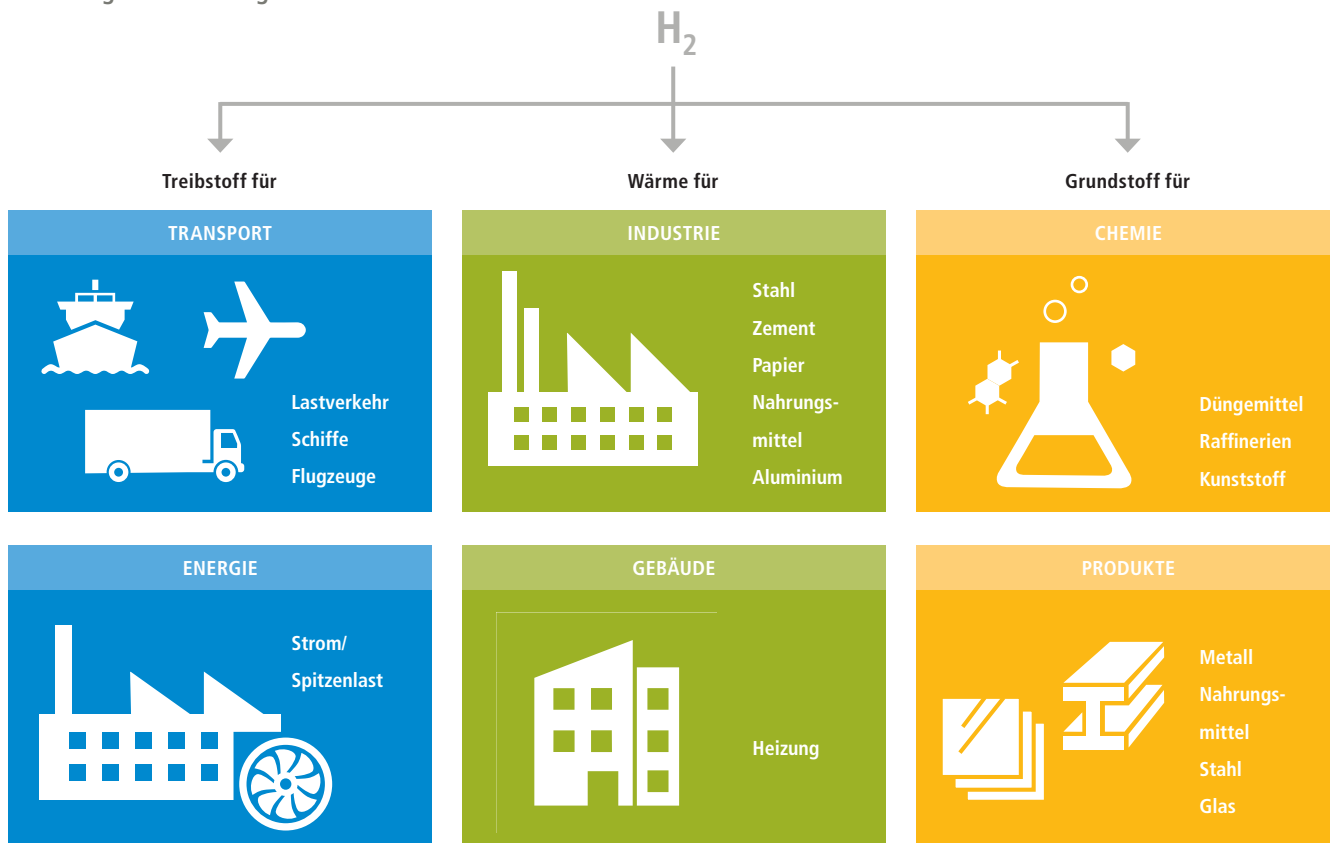 H₂
Treibstoff für
Wärme für
Grundstoff für
TRANSPORT
Lastverkehr
Schiffe
Flugzeuge
INDUSTRIE
Stahl
Zement
Papier
Nahrungs-
mittel
Aluminium
CHEMIE
Düngemittel
Raffinerien
Kunststoff
ENERGIE
Strom/
Spitzenlast
GEBÄUDE
Heizung
PRODUKTE
Metall
Nahrungs-
mittel
Stahl
Glas